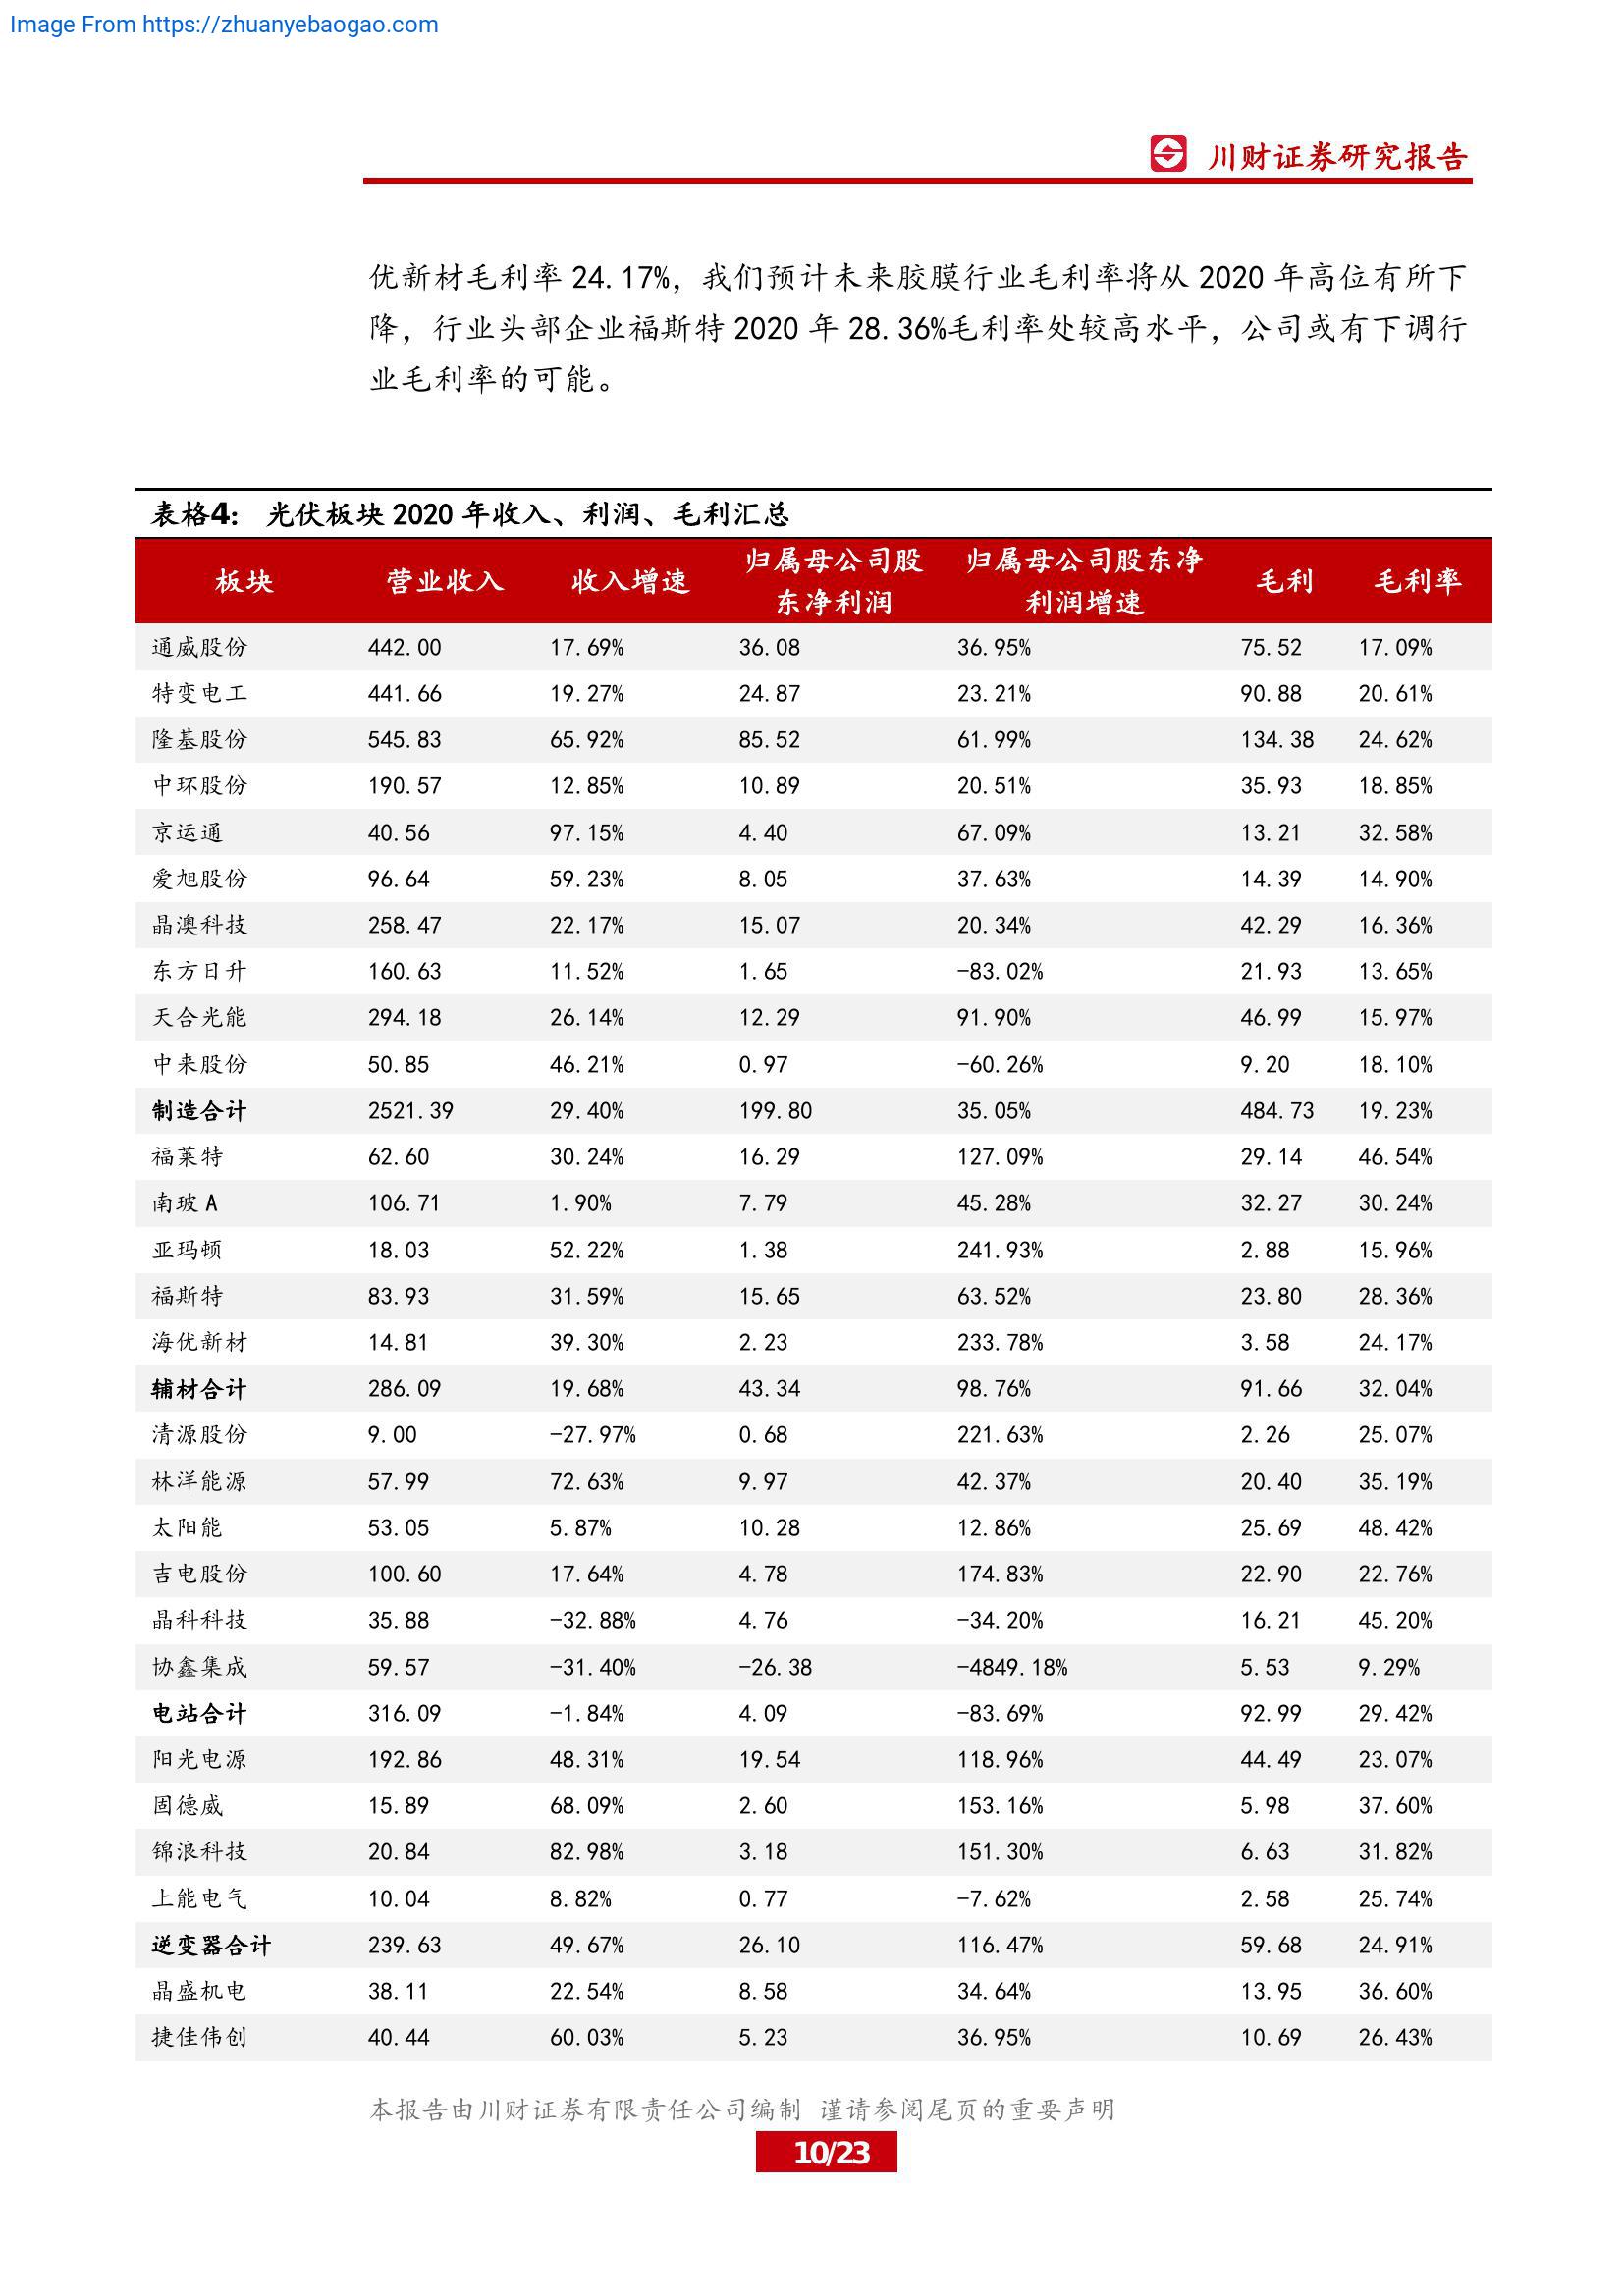 Image From https://zhuanyebaogao.com
川财证券研究报告
优新材毛利率 24.17%，我们预计未来胶膜行业毛利率将从 2020 年高位有所下
降，行业头部企业福斯特 2020 年 28.36%毛利率处较高水平，公司或有下调行
业毛利率的可能。
表格4： 光伏板块 2020 年收入、利润、毛利汇总
板块 营业收入 收入增速 归属母公司股东净利润 归属母公司股东净利润增速 毛利 毛利率
通威股份 442.00 17.69% 36.08 36.95% 75.52 17.09%
特变电工 441.66 19.27% 24.87 23.21% 90.88 20.61%
隆基股份 545.83 65.92% 85.52 61.99% 134.38 24.62%
中环股份 190.57 12.85% 10.89 20.51% 35.93 18.85%
京运通 40.56 97.15% 4.40 67.09% 13.21 32.58%
爱旭股份 96.64 59.23% 8.05 37.63% 14.39 14.90%
晶澳科技 258.47 22.17% 15.07 20.34% 42.29 16.36%
东方日升 160.63 11.52% 1.65 -83.02% 21.93 13.65%
天合光能 294.18 26.14% 12.29 91.90% 46.99 15.97%
中来股份 50.85 46.21% 0.97 -60.26% 9.20 18.10%
制造合计 2521.39 29.40% 199.80 35.05% 484.73 19.23%
福莱特 62.60 30.24% 16.29 127.09% 29.14 46.54%
南玻 A 106.71 1.90% 7.79 45.28% 32.27 30.24%
亚玛顿 18.03 52.22% 1.38 241.93% 2.88 15.96%
福斯特 83.93 31.59% 15.65 63.52% 23.80 28.36%
海优新材 14.81 39.30% 2.23 233.78% 3.58 24.17%
辅材合计 286.09 19.68% 43.34 98.76% 91.66 32.04%
清源股份 9.00 -27.97% 0.68 221.63% 2.26 25.07%
林洋能源 57.99 72.63% 9.97 42.37% 20.40 35.19%
太阳能 53.05 5.87% 10.28 12.86% 25.69 48.42%
吉电股份 100.60 17.64% 4.78 174.83% 22.90 22.76%
晶科科技 35.88 -32.88% 4.76 -34.20% 16.21 45.20%
协鑫集成 59.57 -31.40% -26.38 -4849.18% 5.53 9.29%
电站合计 316.09 -1.84% 4.09 -83.69% 92.99 29.42%
阳光电源 192.86 48.31% 19.54 118.96% 44.49 23.07%
固德威 15.89 68.09% 2.60 153.16% 5.98 37.60%
锦浪科技 20.84 82.98% 3.18 151.30% 6.63 31.82%
上能电气 10.04 8.82% 0.77 -7.62% 2.58 25.74%
逆变器合计 239.63 49.67% 26.10 116.47% 59.68 24.91%
晶盛机电 38.11 22.54% 8.58 34.64% 13.95 36.60%
捷佳伟创 40.44 60.03% 5.23 36.95% 10.69 26.43%
本报告由川财证券有限责任公司编制 谨请参阅尾页的重要声明
10/23